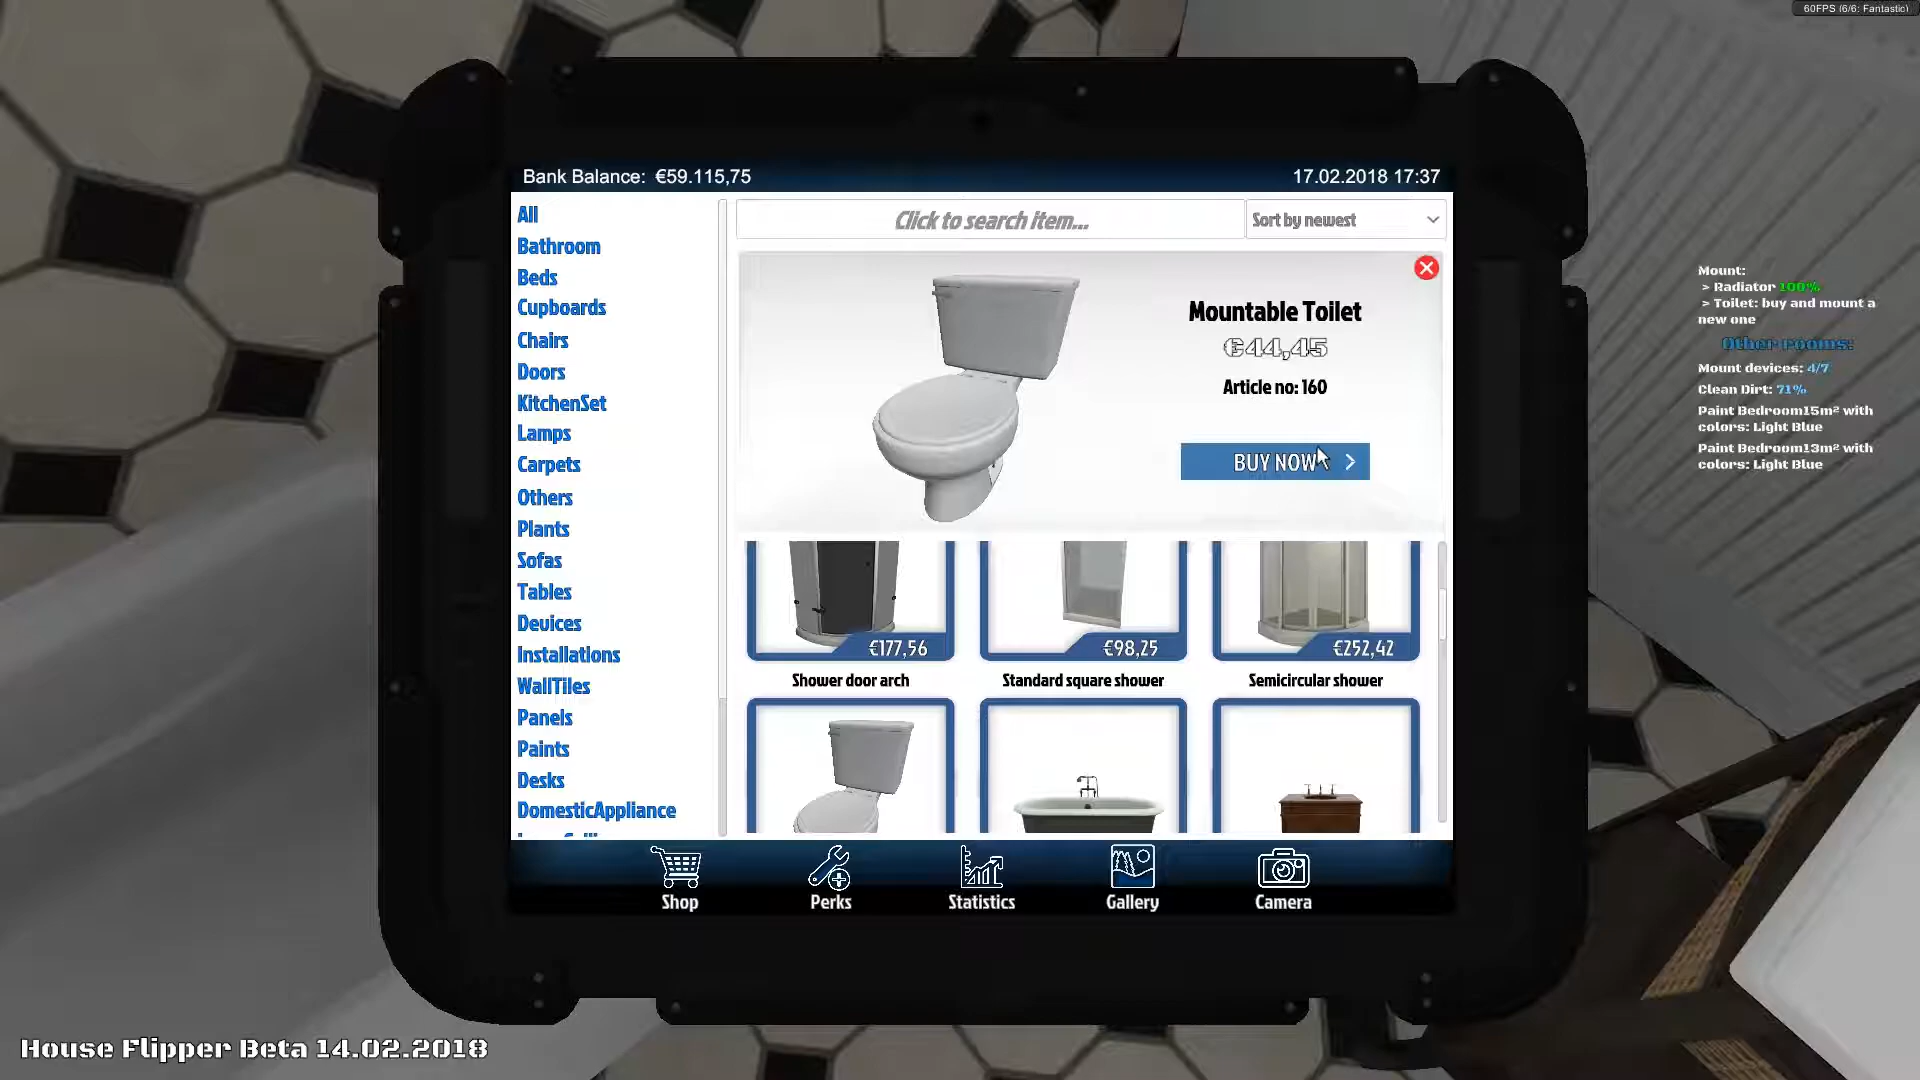 60FPS (6/6: Fantastic)
Bank Balance: €59.115,75
17.02.2018 17:37
All
Bathroom
Beds
Cupboards
Chairs
Doors
KitchenSet
Lamps
Carpets
Others
Plants
Sofas
Tables
Devices
Installations
WallTiles
Panels
Paints
Desks
DomesticAppliance
Click to search item...
Sort by newest
Mountable Toilet
€44,45
Article no: 160
BUY NOW
€177,56
€98,25
€252,42
Shower door arch
Standard square shower
Semicircular shower
Shop
Perks
Statistics
Gallery
Camera
Mount:
> Radiator 100%
> Toilet: buy and mount a
new one
Other rooms:
Mount devices: 4/7
Clean Dirt: 71%
Paint Bedroom15m² with
colors: Light Blue
Paint Bedroom13m² with
colors: Light Blue
House Flipper Beta 14.02.2018